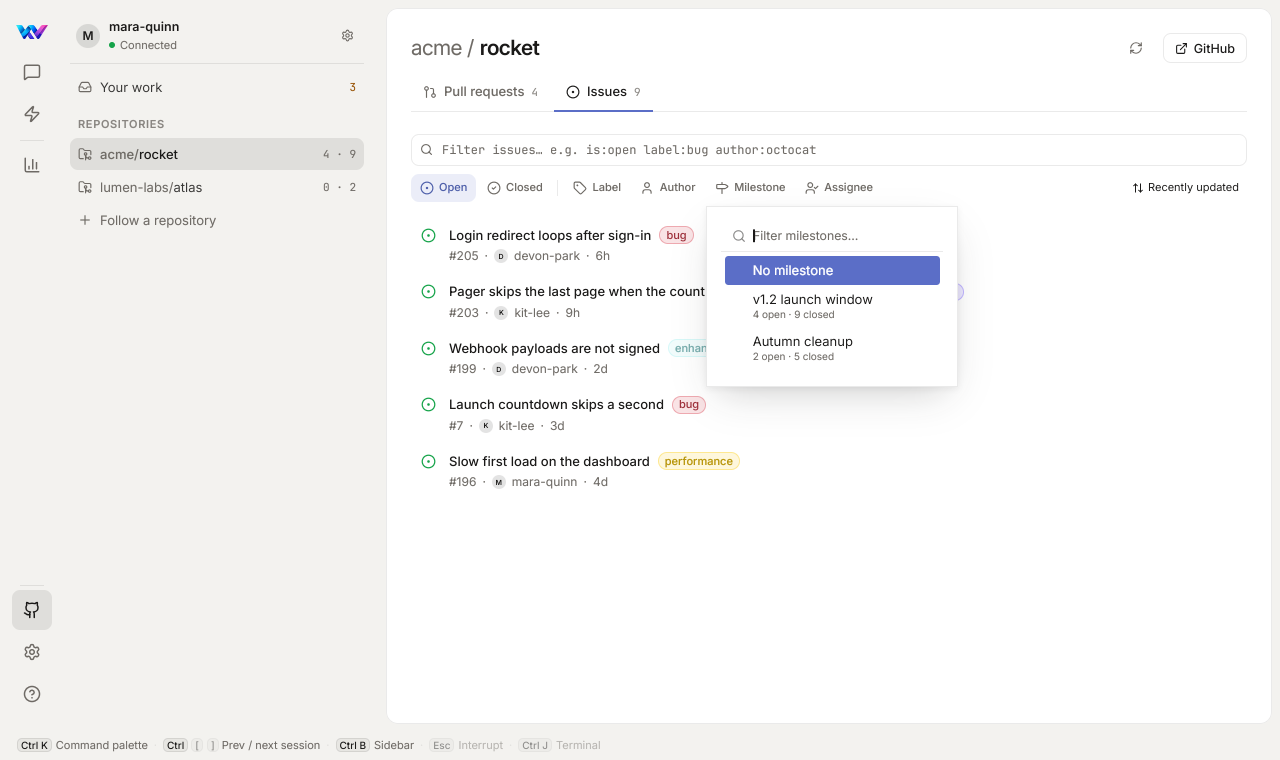 M
mara-quinn
Connected
Your work 3
REPOSITORIES
acme/rocket 4 · 9
lumen-labs/atlas 0 · 2
Follow a repository
acme / rocket
GitHub
Pull requests 4
Issues 9
Filter issues… e.g. is:open label:bug author:octocat
Open
Closed
Label
Author
Milestone
Assignee
Recently updated
Login redirect loops after sign-in bug
#205 · D devon-park · 6h
Pager skips the last page when the count
#203 · K kit-lee · 9h
Webhook payloads are not signed
#199 · D devon-park · 2d
Launch countdown skips a second bug
#7 · K kit-lee · 3d
Slow first load on the dashboard performance
#196 · M mara-quinn · 4d
Filter milestones...
No milestone
v1.2 launch window
4 open · 9 closed
Autumn cleanup
2 open · 5 closed
Ctrl K Command palette · Ctrl [ ] Prev / next session · Ctrl B Sidebar · Esc Interrupt · Ctrl J Terminal